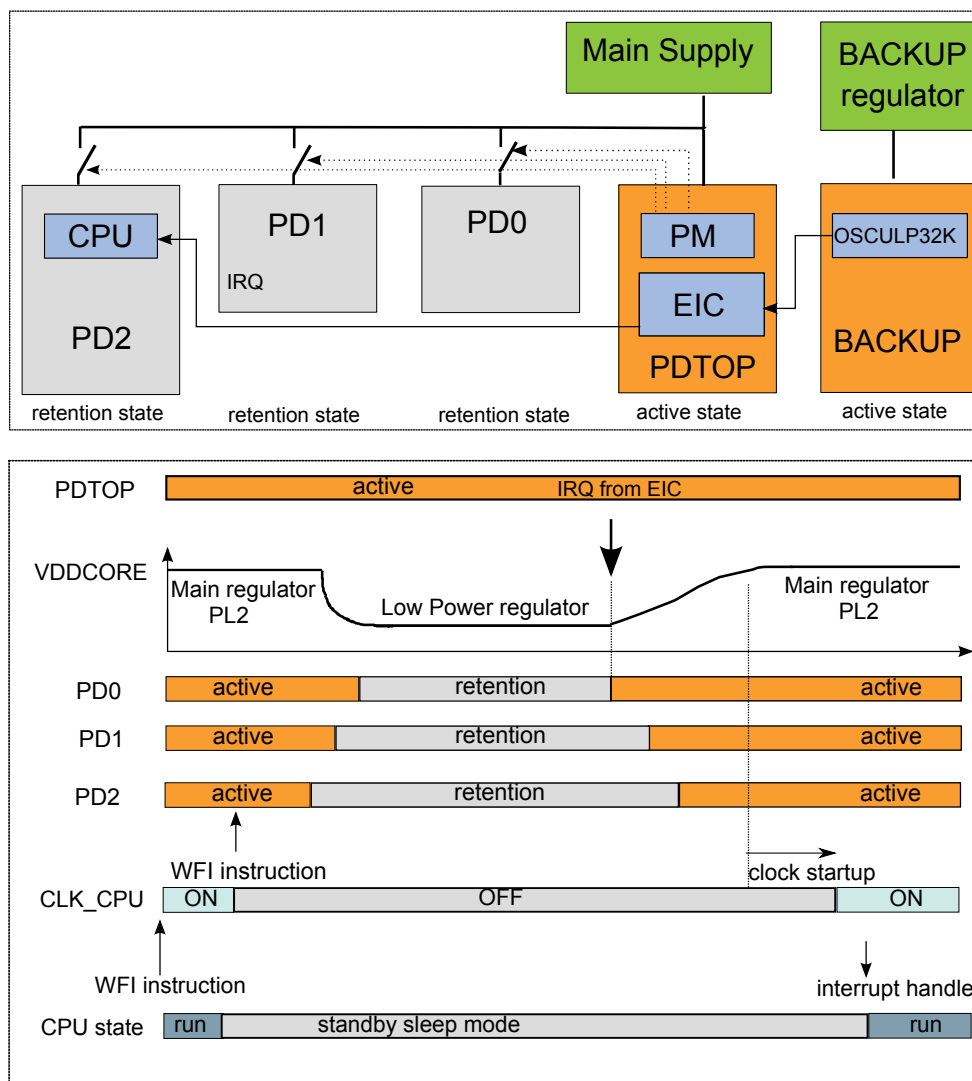 Main Supply
BACKUP
regulator
CPU
PD2
PD1
IRQ
PD0
PM
EIC
PDTOP
OSCULP32K
BACKUP
retention state
retention state
retention state
active state
active state
PDTOP
active
IRQ from EIC
VDDCORE
Main regulator
PL2
Low Power regulator
Main regulator
PL2
PD0
active
retention
active
PD1
active
retention
active
PD2
active
retention
active
WFI instruction
clock startup
CLK_CPU
ON
OFF
ON
WFI instruction
interrupt handle
CPU state
run
standby sleep mode
run